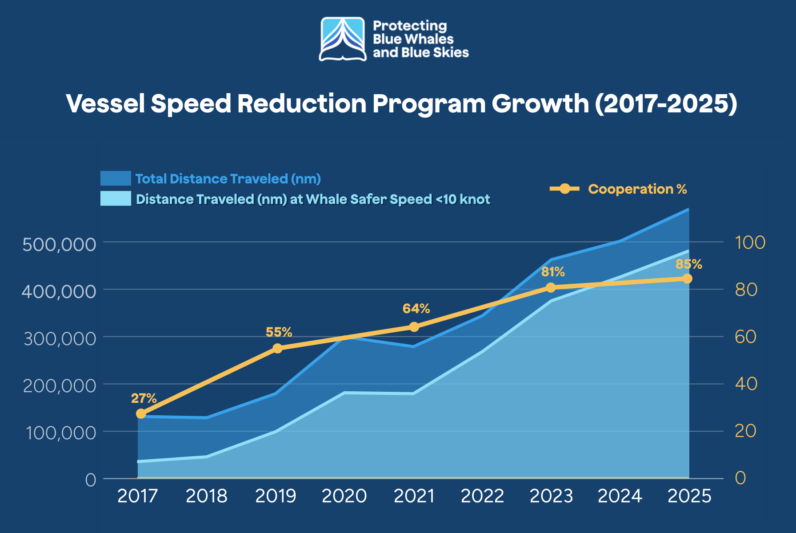 Protecting
Blue Whales
and Blue Skies
Vessel Speed Reduction Program Growth (2017-2025)
Total Distance Traveled (nm)
Distance Traveled (nm) at Whale Safer Speed <10 knot
Cooperation %
500,000
400,000
300,000
200,000
100,000
0
27%
55%
64%
81%
85%
100
80
60
40
20
0
2017 2018 2019 2020 2021 2022 2023 2024 2025